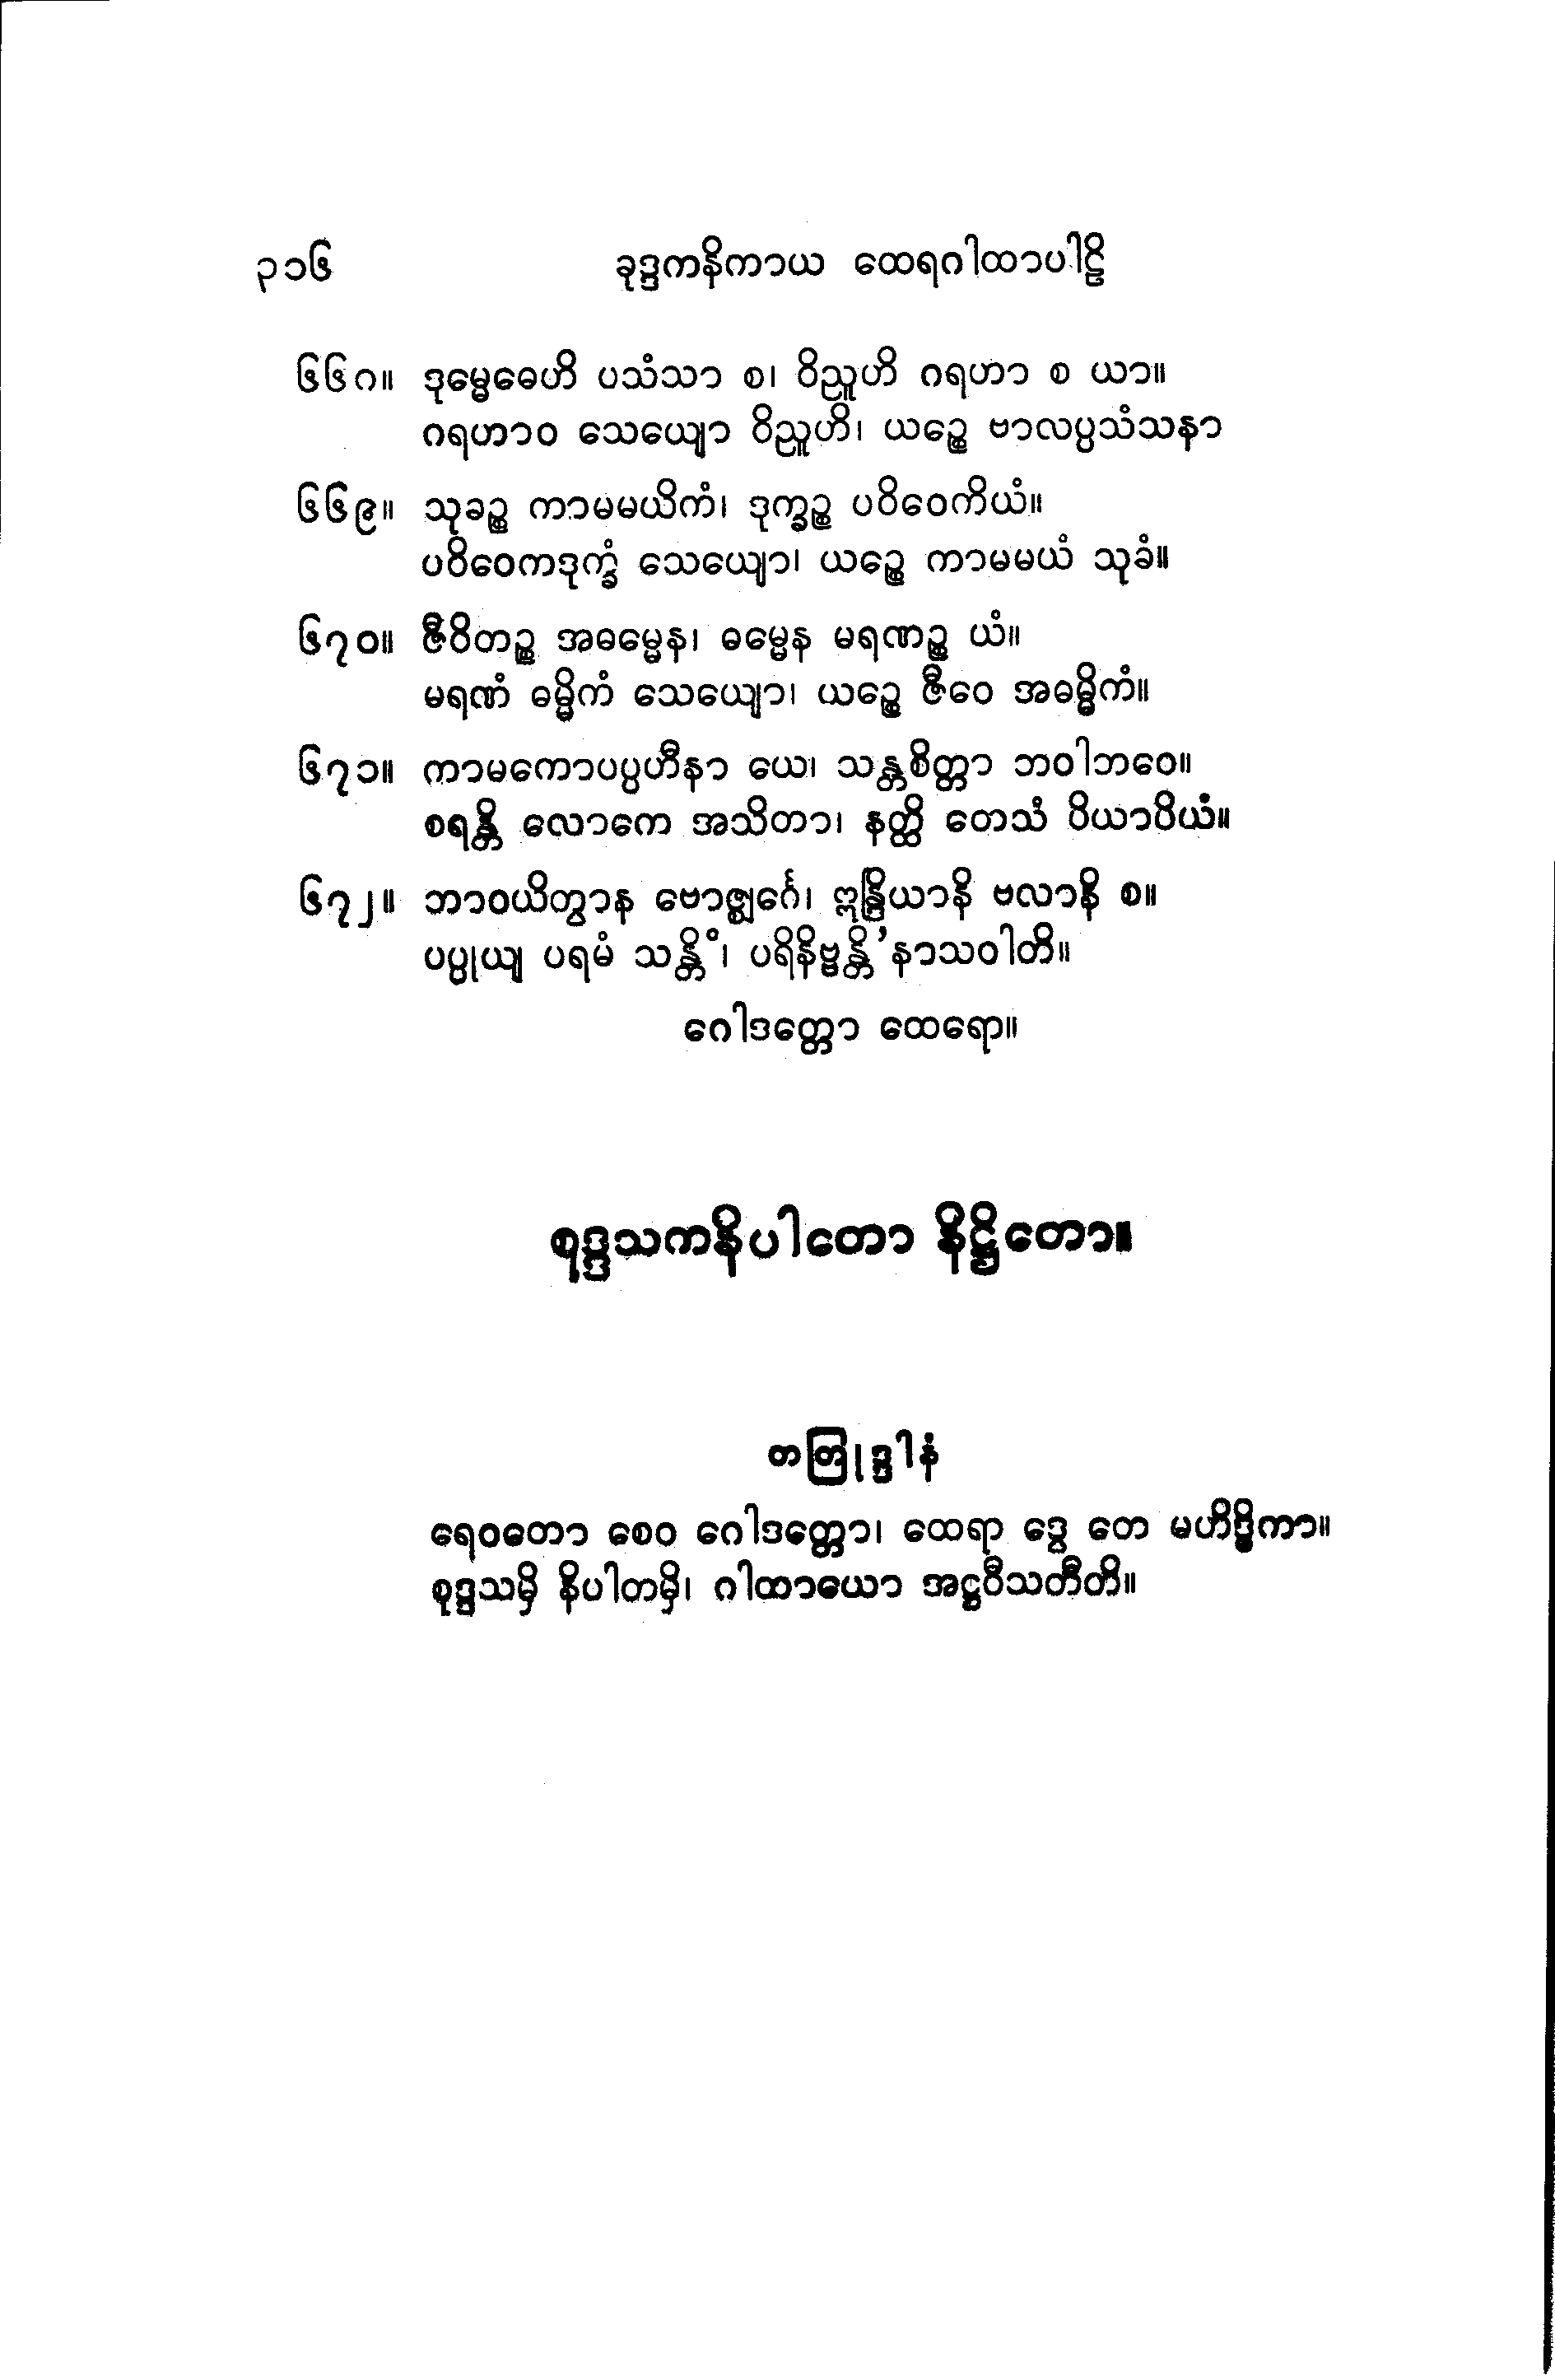 ၃၁၆ ခုဒ္ဒကနိကာယ ထေရဂါထာပါဠိ
၆၆၈။ ဒုမ္မေဓေဟိ ပသံသာ စ၊ ဝိညူဟိ ဂရဟာ စ ယာ။
ဂရဟာဝ သေယျော ဝိညူဟိ၊ ယဉ္စေ ဗာလပ္ပသံသနာ
၆၆၉။ သုခဉ္စ ကာမမယိကံ၊ ဒုက္ခဉ္စ ပဝိဝေကိယံ။
ပဝိဝေကဒုက္ခံ သေယျော၊ ယဉ္စေ ကာမမယံ သုခံ။
၆၇၀။ ဇီဝိတဉ္စ အဓမ္မေန၊ ဓမ္မေန မရဏဉ္စ ယံ။
မရဏံ ဓမ္မိကံ သေယျော၊ ယဉ္စေ ဇီဝေ အဓမ္မိကံ။
၆၇၁။ ကာမကောပပ္ပဟီနာ ယေ၊ သန္တစိတ္တာ ဘဝါဘဝေ။
စရန္တိ လောကေ အသိတာ၊ နတ္ထိ တေသံ ပိယာပိယံ။
၆၇၂။ ဘာဝယိတွာန ဗောဇ္ဈင်္ဂေ၊ ဣန္ဒြိယာနိ ဗလာနိ စ။
ပပ္ပုယျ ပရမံ သန္တိံ၊ ပရိနိဗ္ဗန္တိ’နာသဝါတိ။
ဂေါဒတ္တော ထေရော။
စုဒ္ဒသကနိပါတော နိဋ္ဌိတော။
တတြုဒ္ဒါနံ
ရေဝတော စေဝ ဂေါဒတ္တော၊ ထေရာ ဒွေ တေ မဟိဒ္ဓိကာ။
စုဒ္ဒသမှိ နိပါတမှိ၊ ဂါထာယော အဋ္ဌဝီသတီတိ။